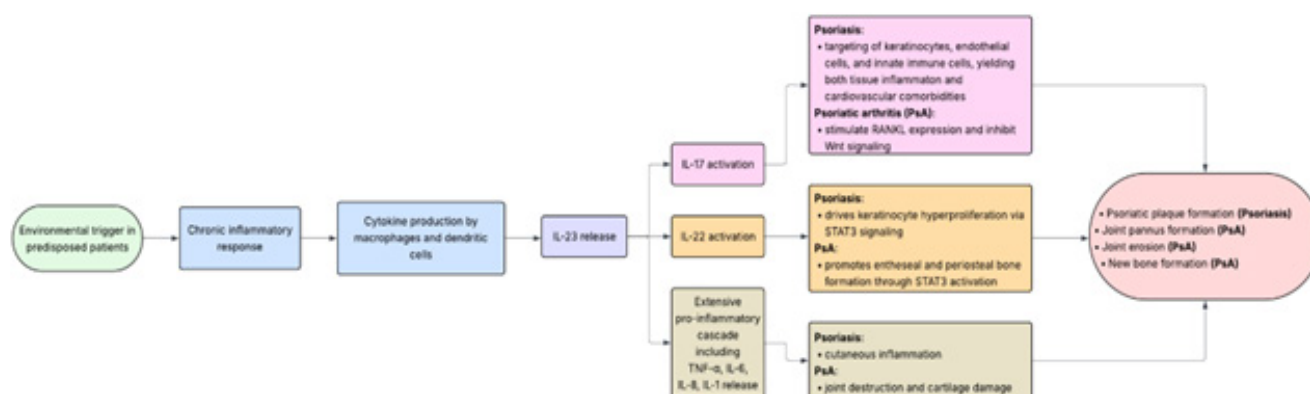 Environmental trigger in
predisposed patients
Chronic inflammatory
response
Cytokine production by
macrophages and dendritic
cells
IL-23 release
IL-17 activation
IL-22 activation
Extensive
pro-inflammatory
cascade
including
TNF-α, IL-6,
IL-8, IL-1 release
Psoriasis:
• targeting of keratinocytes, endothelial
cells, and innate immune cells, yielding
both tissue inflammaton and
cardiovascular comorbidities
Psoriatic arthritis (PsA):
• stimulate RANKL expression and inhibit
Wnt signaling
Psoriasis:
• drives keratinocyte hyperproliferation via
STAT3 signaling
PsA:
• promotes entheseal and periosteal bone
formation through STAT3 activation
Psoriasis:
• cutaneous inflammation
PsA:
• joint destruction and cartilage damage
• Psoriatic plaque formation (Psoriasis)
• Joint pannus formation (PsA)
• Joint erosion (PsA)
• New bone formation (PsA)